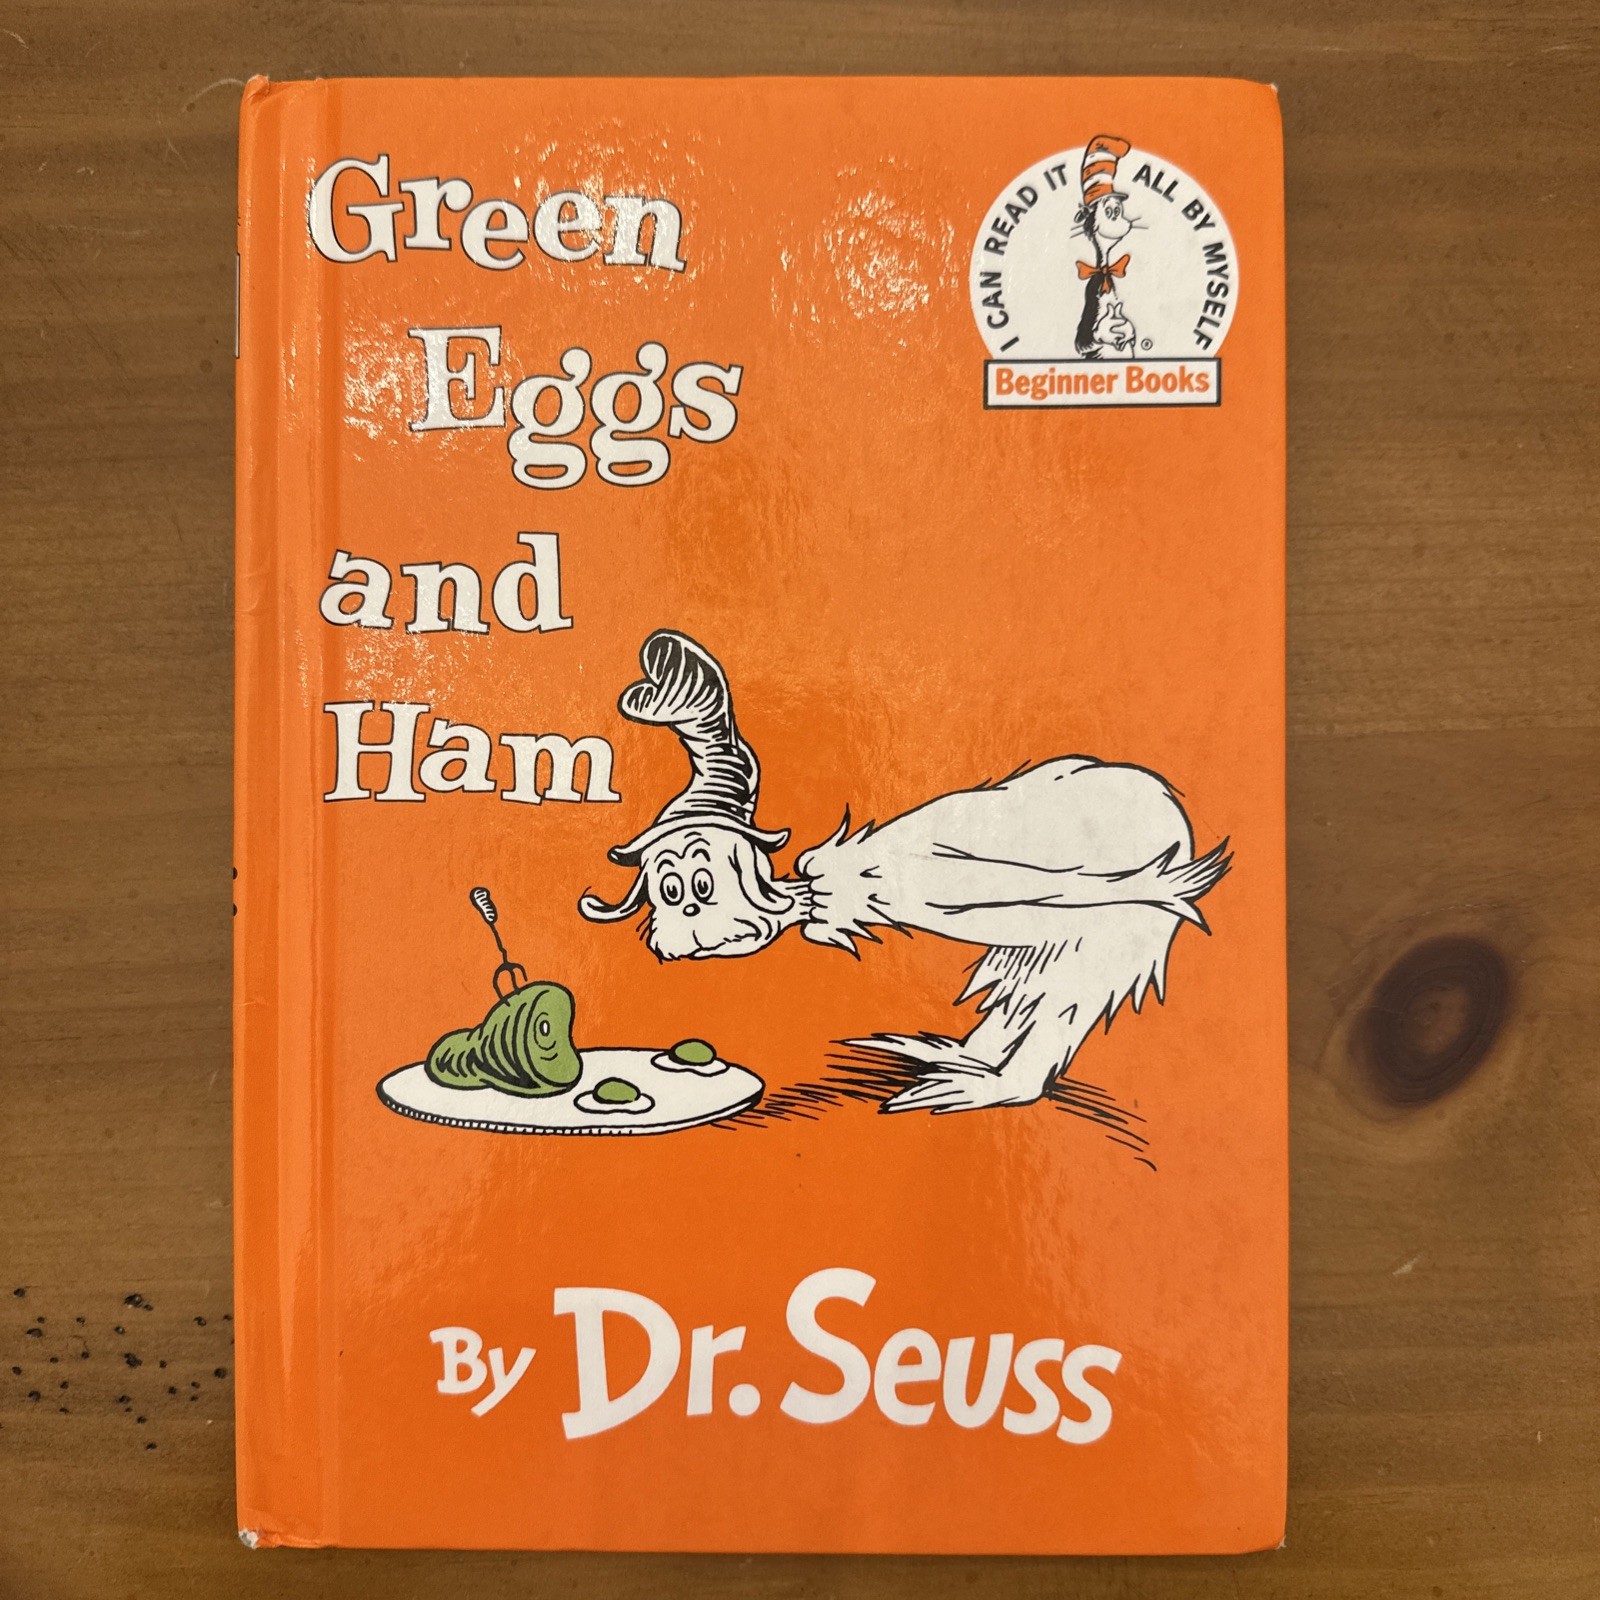 Green
Eggs
and
Ham
I CAN READ IT ALL BY MYSELF
®
Beginner Books
By Dr. Seuss